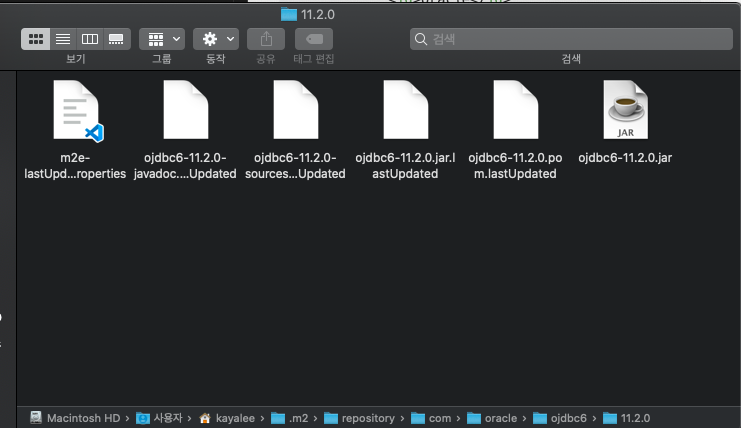 11.2.0
검색
보기
그룹
동작
공유
태그 편집
검색
m2e-
lastUpd...roperties
ojdbc6-11.2.0-
javadoc....Updated
ojdbc6-11.2.0-
sources...Updated
ojdbc6-11.2.0.jar.l
astUpdated
ojdbc6-11.2.0.po
m.lastUpdated
JAR
ojdbc6-11.2.0.jar
Macintosh HD › 사용자 › kayalee › .m2 › repository › com › oracle › ojdbc6 › 11.2.0